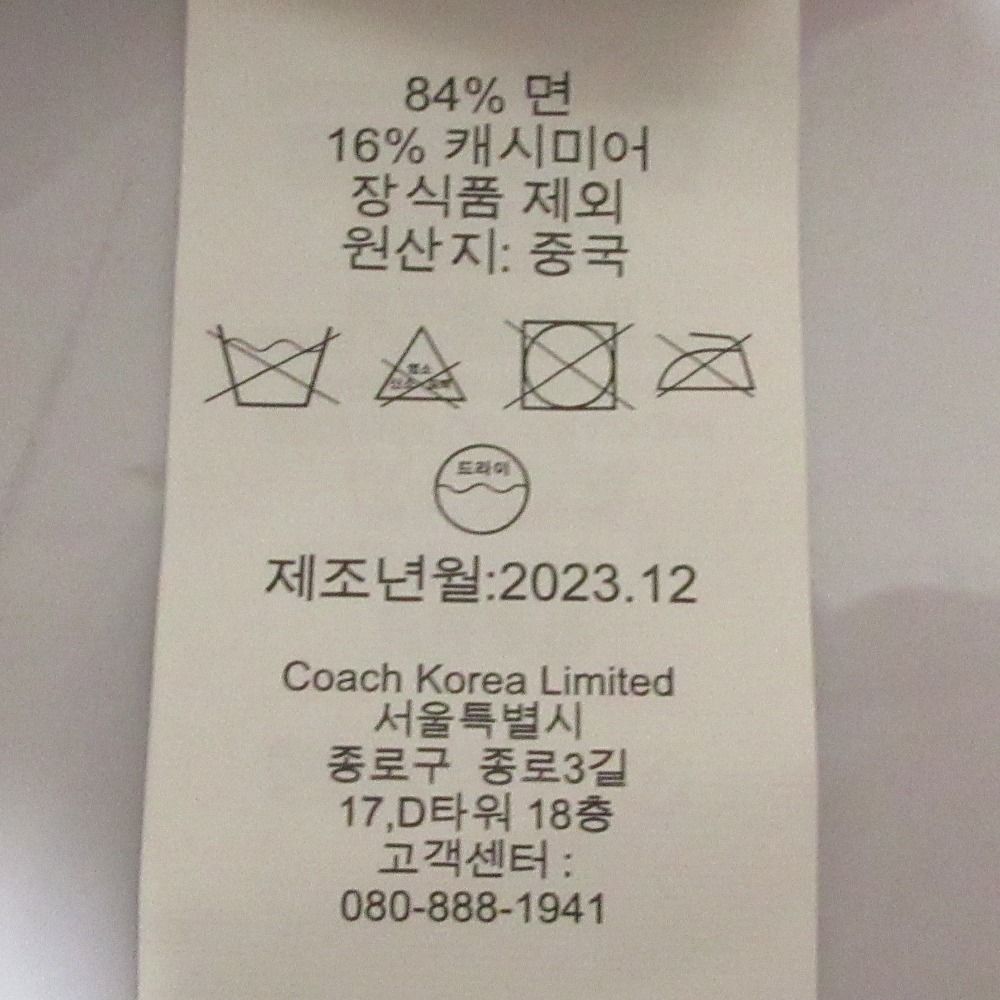 84% 면
16% 캐시미어
장식품 제외
원산지: 중국
염소
드라이
제조년월:2023.12
Coach Korea Limited
서울특별시
종로구 종로3길
17,D타워 18층
고객센터 :
080-888-1941